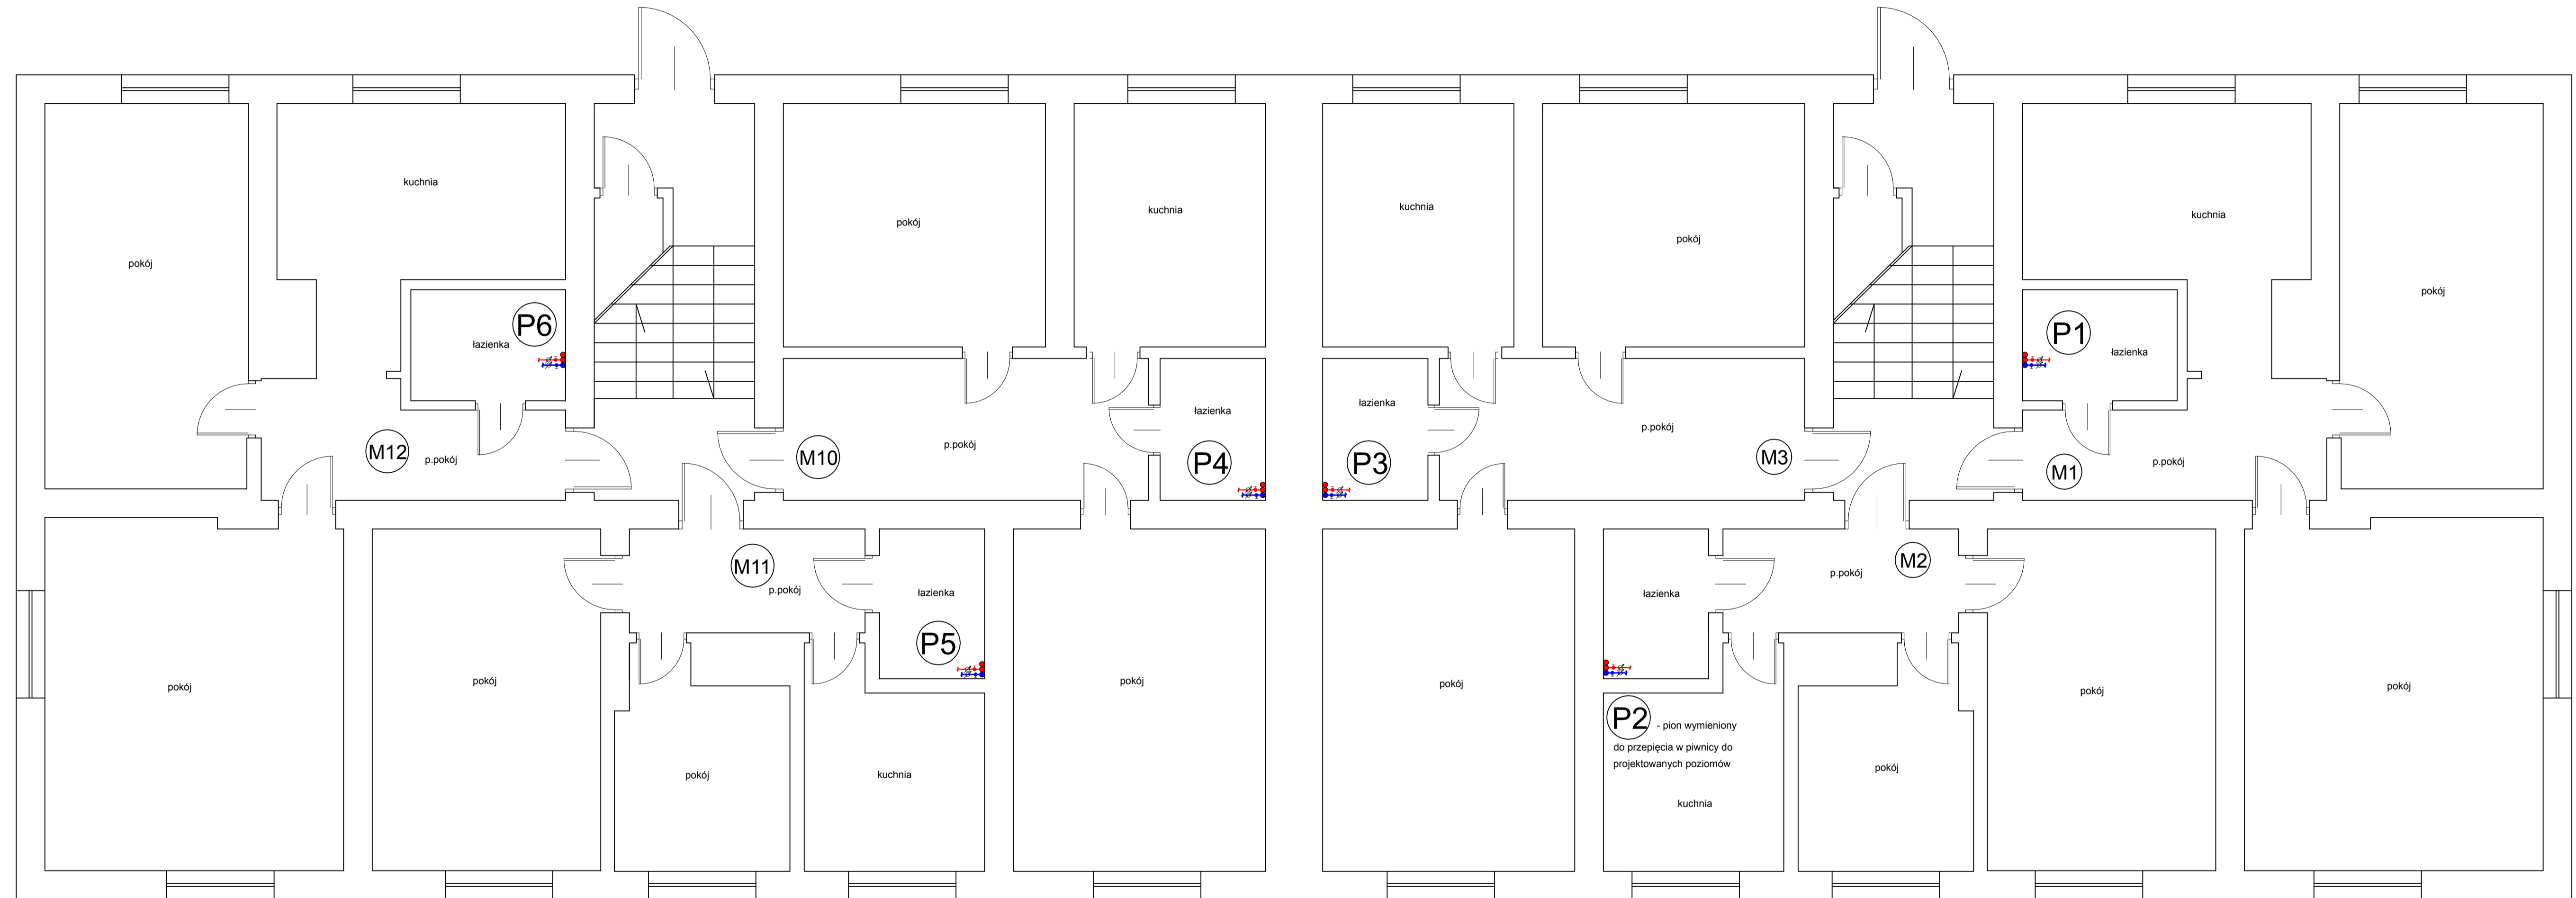 kuchnia
pokój
P6
łazienka
M12
p.pokój
pokój
kuchnia
M10
p.pokój
łazienka
P4
kuchnia
pokój
łazienka
P3
p.pokój
M3
kuchnia
pokój
P1
łazienka
M1
p.pokój
M11
p.pokój
łazienka
P5
pokój
pokój
pokój
kuchnia
pokój
pokój
łazienka
p.pokój
M2
P2 - pion wymieniony
do przepięcia w piwnicy do
projektowanych poziomów
kuchnia
pokój
pokój
pokój